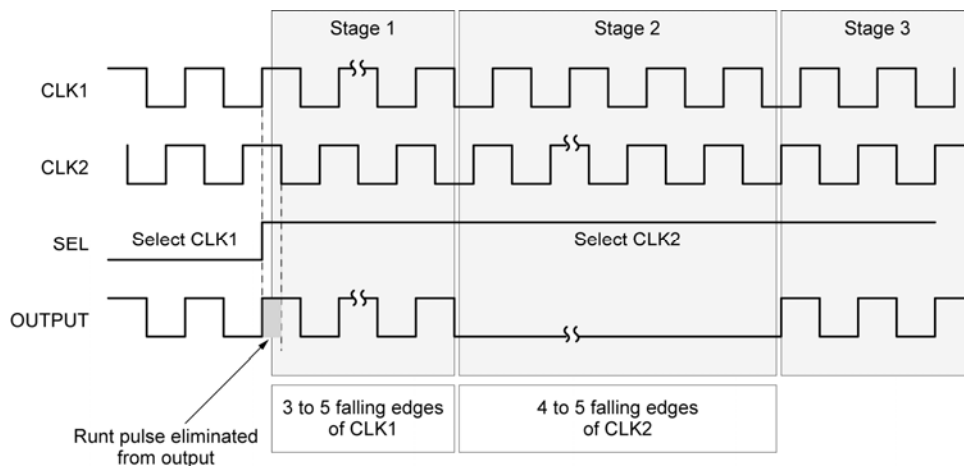 Stage 1
Stage 2
Stage 3
CLK1
CLK2
SEL
Select CLK1
Select CLK2
OUTPUT
3 to 5 falling edges
of CLK1
4 to 5 falling edges
of CLK2
Runt pulse eliminated
from output